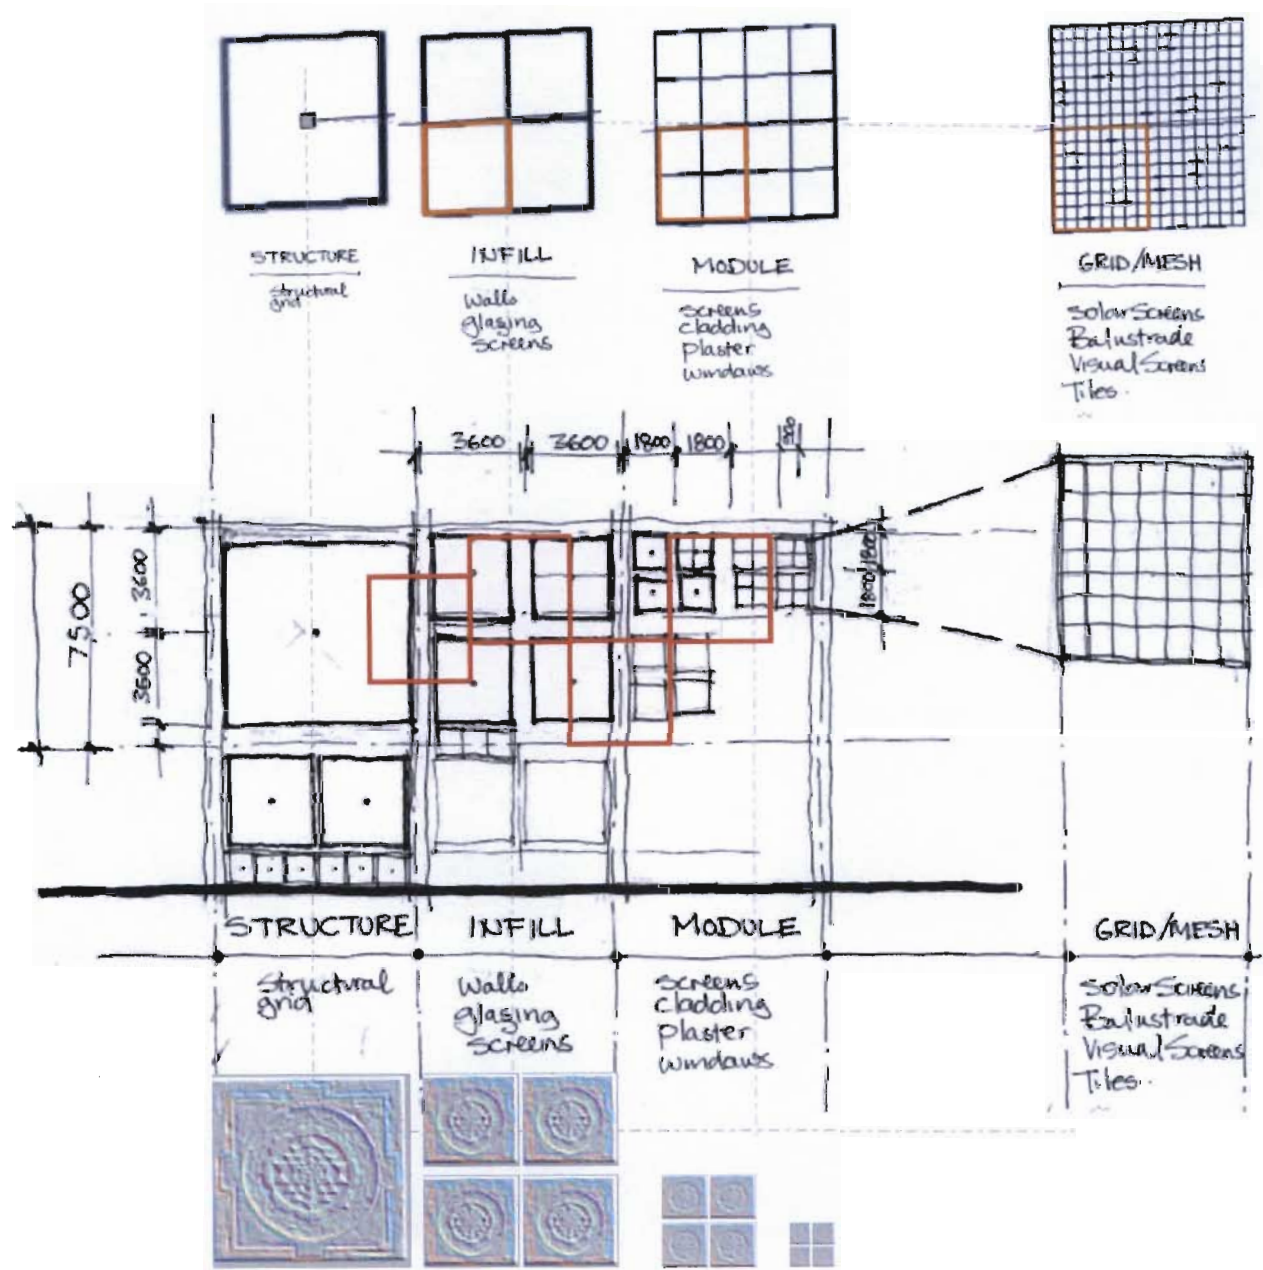 STRUCTURE
structural
grid
INFILL
Walls
glazing
screens
MODULE
screens
cladding
plaster
windows
GRID/MESH
Solar Screens
Balustrade
Visual Screens
Tiles.
3600
3600
1800
1800
7500
3600
3600
1800
1800
STRUCTURE
structural
grid
INFILL
Walls
glazing
screens
MODULE
screens
cladding
plaster
windows
GRID/MESH
Solar Screens
Balustrade
Visual Screens
Tiles.